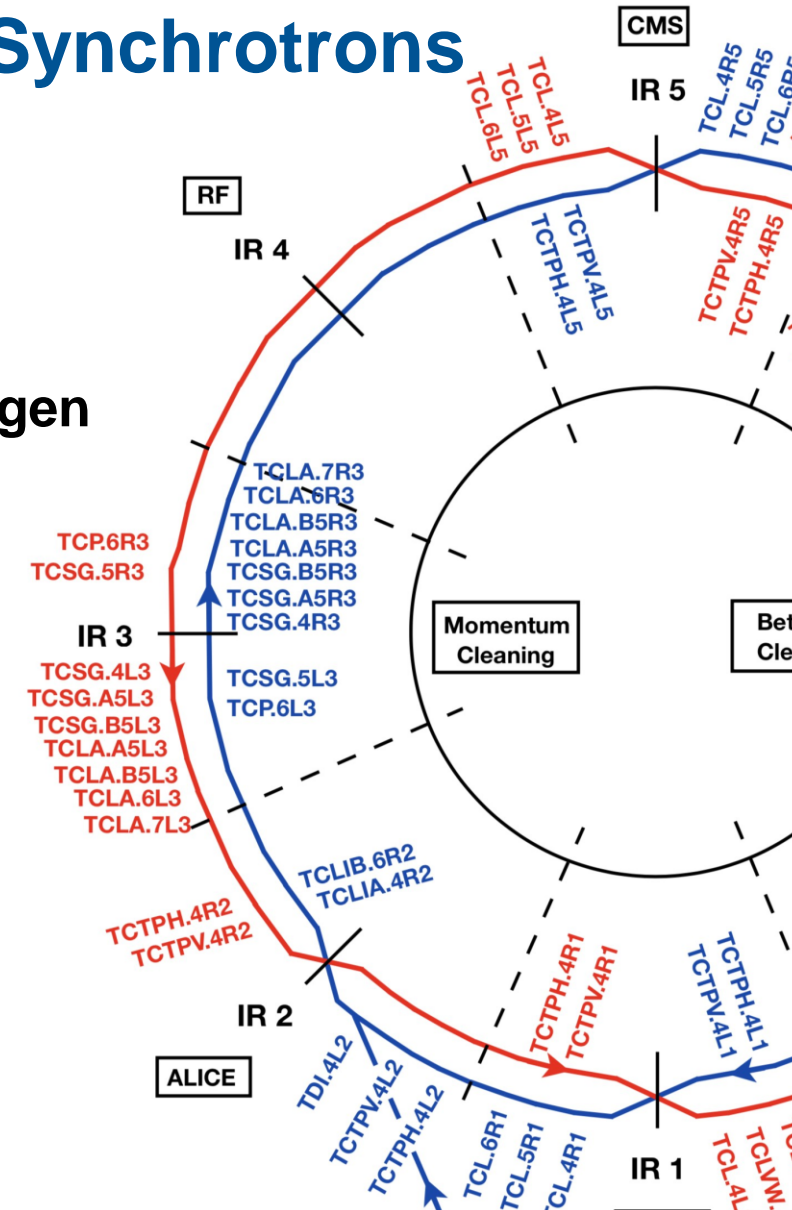 Synchrotrons
CMS
IR 5
TCL.6L5
TCL.5L5
TCL.4L5
TCL.4R5
TCL.5R5
RF
IR 4
TCTPH.4L5
TCTPV.4L5
TCTPV.4R5
TCTPH.4R5
gen
TCLA.7R3
TCLA.6R3
TCLA.B5R3
TCLA.A5R3
TCSG.B5R3
TCSG.A5R3
TCSG.4R3
TCP.6R3
TCSG.5R3
IR 3
Momentum
Cleaning
Bet
Cle
TCSG.5L3
TCP.6L3
TCSG.4L3
TCSG.A5L3
TCSG.B5L3
TCLA.A5L3
TCLA.B5L3
TCLA.6L3
TCLA.7L3
TCLIB.6R2
TCLIA.4R2
TCTPH.4R2
TCTPV.4R2
IR 2
ALICE
TCTPH.4R1
TCTPV.4R1
TCTPV.4L1
TCTPH.4L1
TDI.4L2
TCTPV.4L2
TCTPH.4L2
TCL.6R1
TCL.5R1
TCL.4R1
IR 1
TCL.4L
TCLVW.